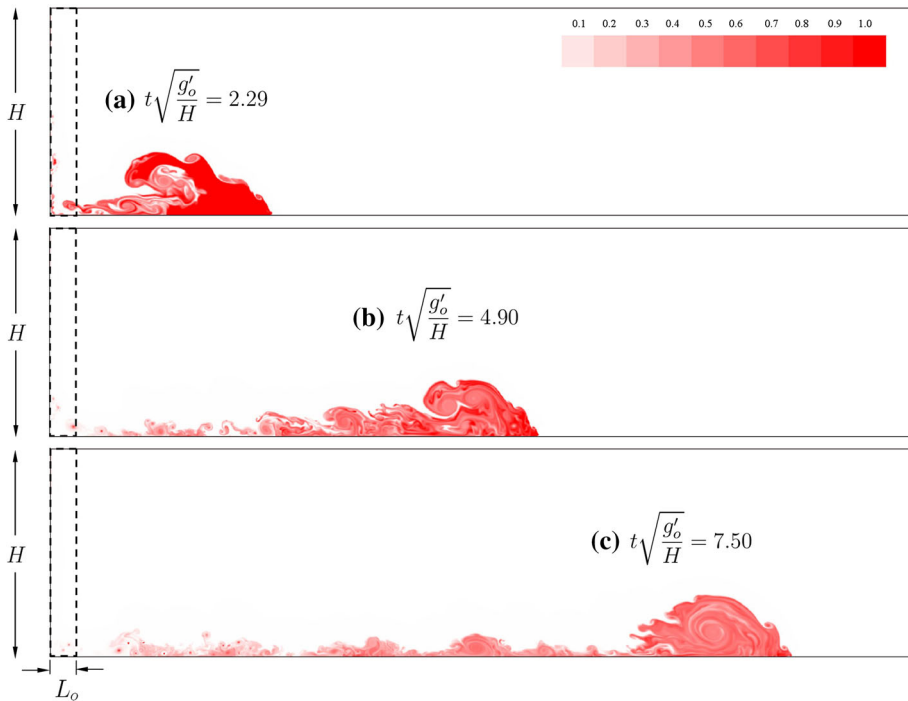 0.1 0.2 0.3 0.4 0.5 0.6 0.7 0.8 0.9 1.0
H
(a) t√(g′ₒ/H) = 2.29
H
(b) t√(g′ₒ/H) = 4.90
H
(c) t√(g′ₒ/H) = 7.50
Lₒ